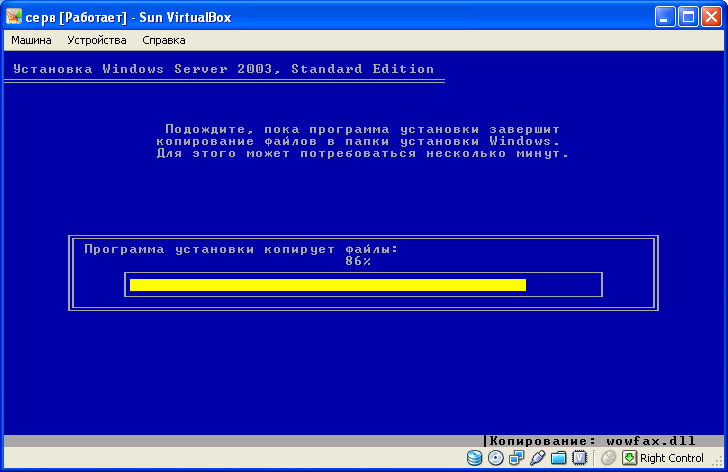 серв [Работает] - Sun VirtualBox
Машина Устройства Справка
Установка Windows Server 2003, Standard Edition
Подождите, пока программа установки завершит
копирование файлов в папки установки Windows.
Для этого может потребоваться несколько минут.
Программа установки копирует файлы:
86%
|Копирование: wowfax.dll
Right Control